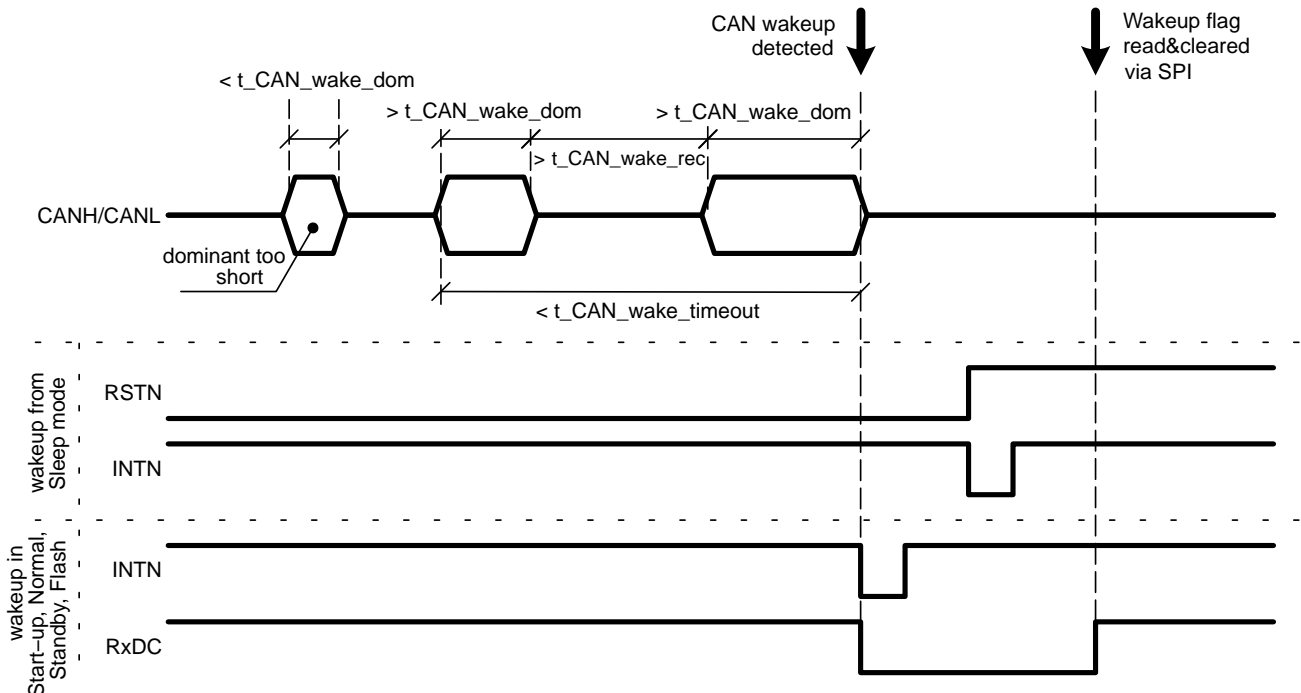 CAN wakeup
detected
Wakeup flag
read&cleared
via SPI
< t_CAN_wake_dom
> t_CAN_wake_dom
> t_CAN_wake_dom
> t_CAN_wake_rec
CANH/CANL
dominant too
short
< t_CAN_wake_timeout
wakeup from
Sleep mode
RSTN
INTN
wakeup in
Start–up, Normal,
Standby, Flash
INTN
RxDC